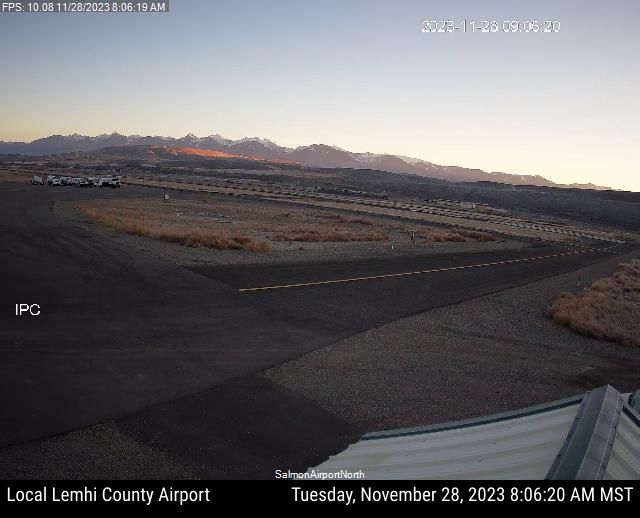 FPS: 10.08 11/28/2023 8:06:19 AM
2023-11-28 09:06:20
IPC
SalmonAirportNorth
Local Lemhi County Airport Tuesday, November 28, 2023 8:06:20 AM MST